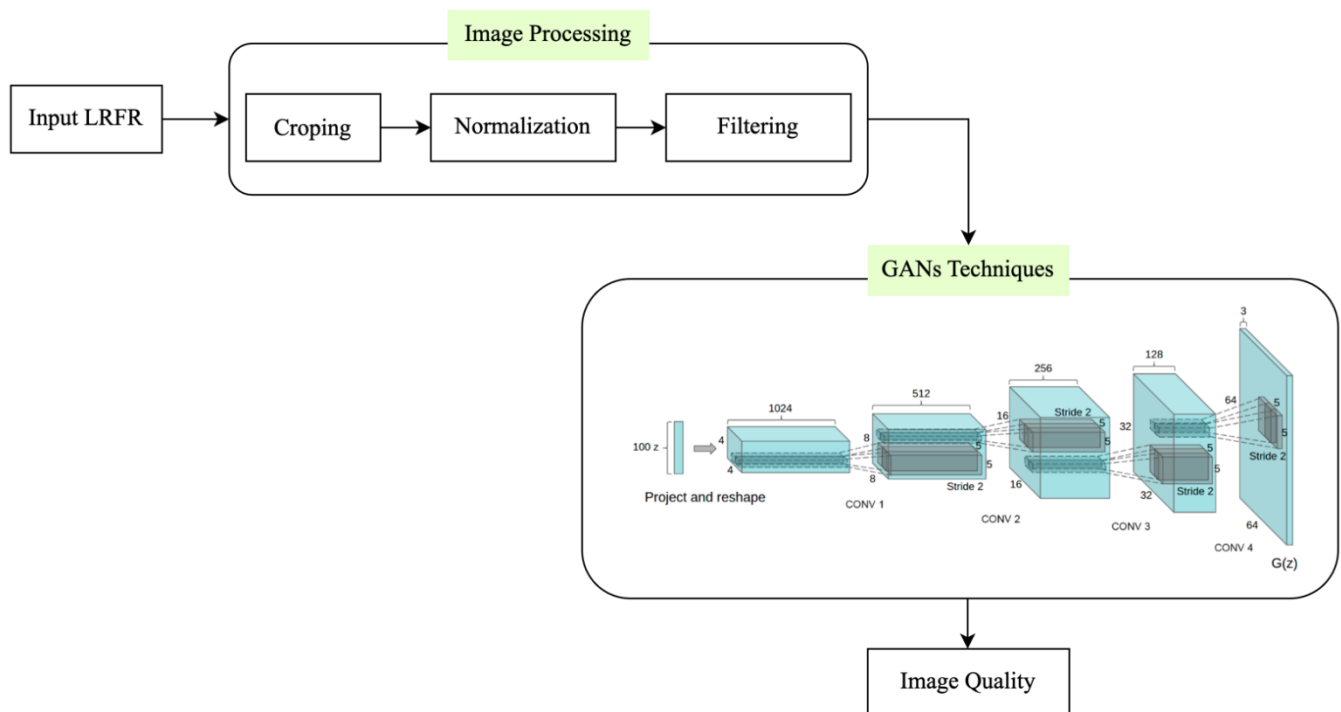 Image Processing
Input LRFR
Croping
Normalization
Filtering
GANs Techniques
3
128
256
512
1024
64
5
Stride 2
16
5
5
32
5
Stride 2
8
5
5
4
100 z
4
8
5
Stride 2
16
5
Stride 2
32
64
Project and reshape
CONV 1
CONV 2
CONV 3
CONV 4
G(z)
Image Quality